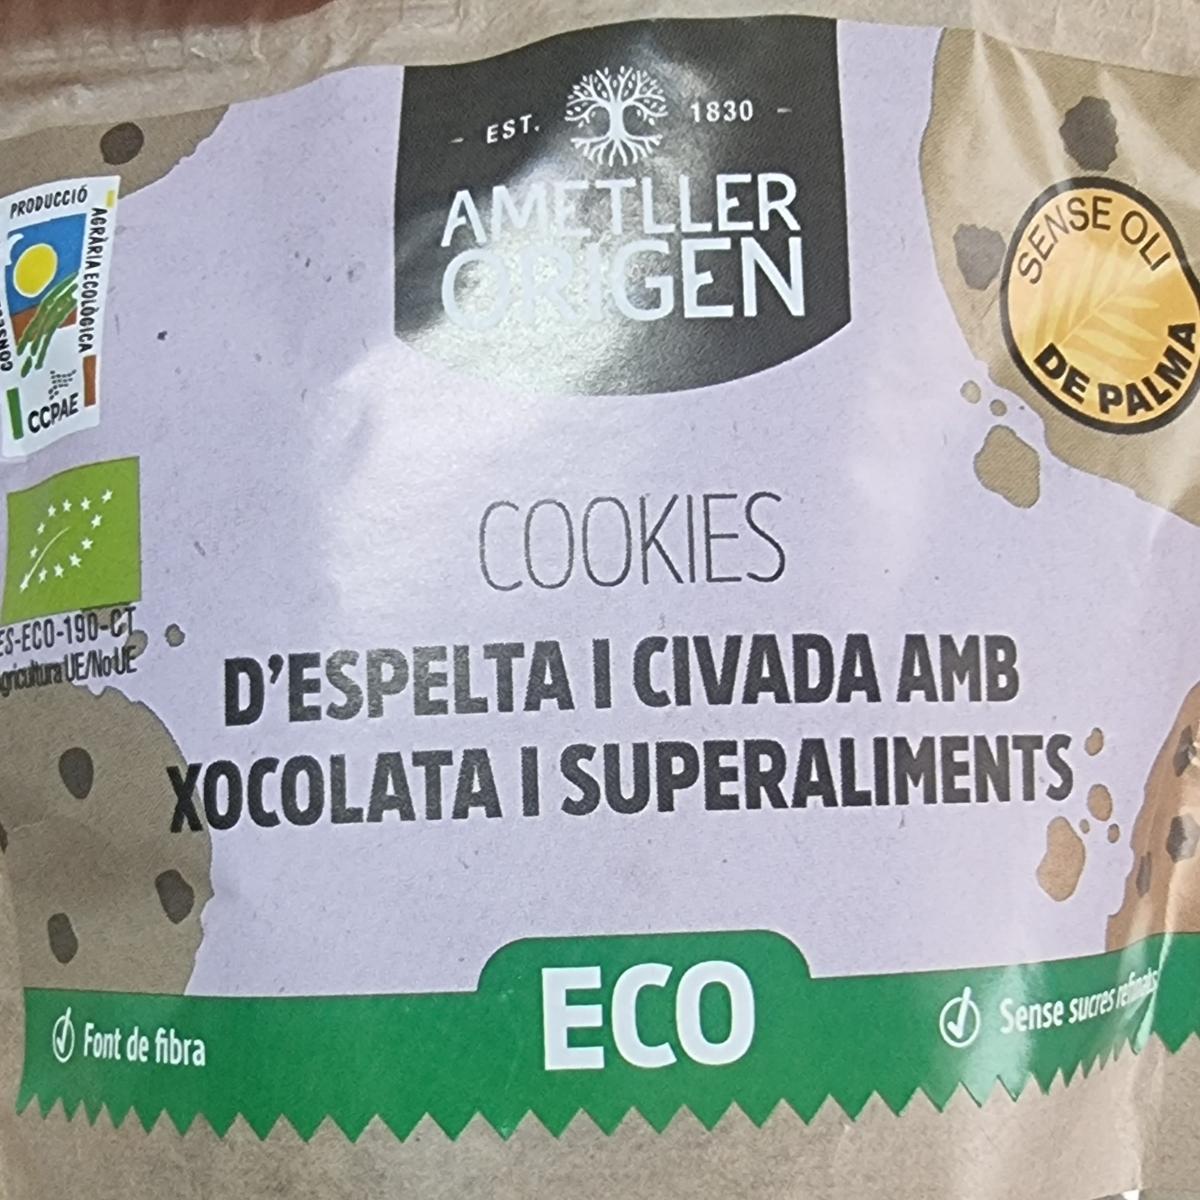 EST. 1830
AMETLLER
ORIGEN
PRODUCCIÓ
AGRÀRIA ECOLÒGICA
CCPAE
SENSE OLI
DE PALMA
COOKIES
ES-ECO-190-CT
Agricultura UE/No UE
D'ESPELTA I CIVADA AMB
XOCOLATA I SUPERALIMENTS
ECO
Font de fibra
Sense sucres refinats